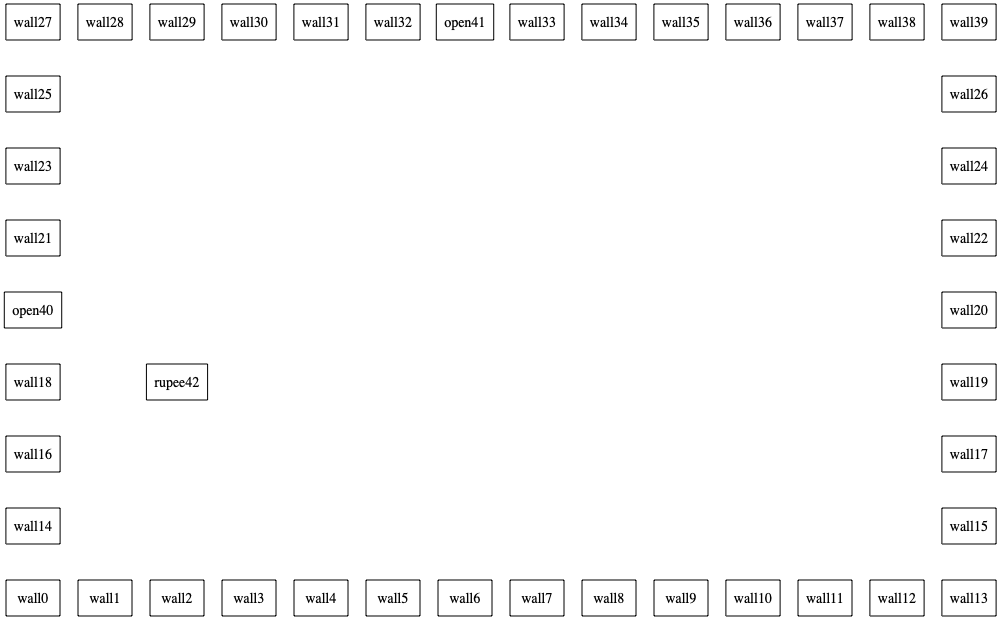 wall27 wall28 wall29 wall30 wall31 wall32 open41 wall33 wall34 wall35 wall36 wall37 wall38 wall39
wall25 wall26
wall23 wall24
wall21 wall22
open40 wall20
wall18 rupee42 wall19
wall16 wall17
wall14 wall15
wall0 wall1 wall2 wall3 wall4 wall5 wall6 wall7 wall8 wall9 wall10 wall11 wall12 wall13